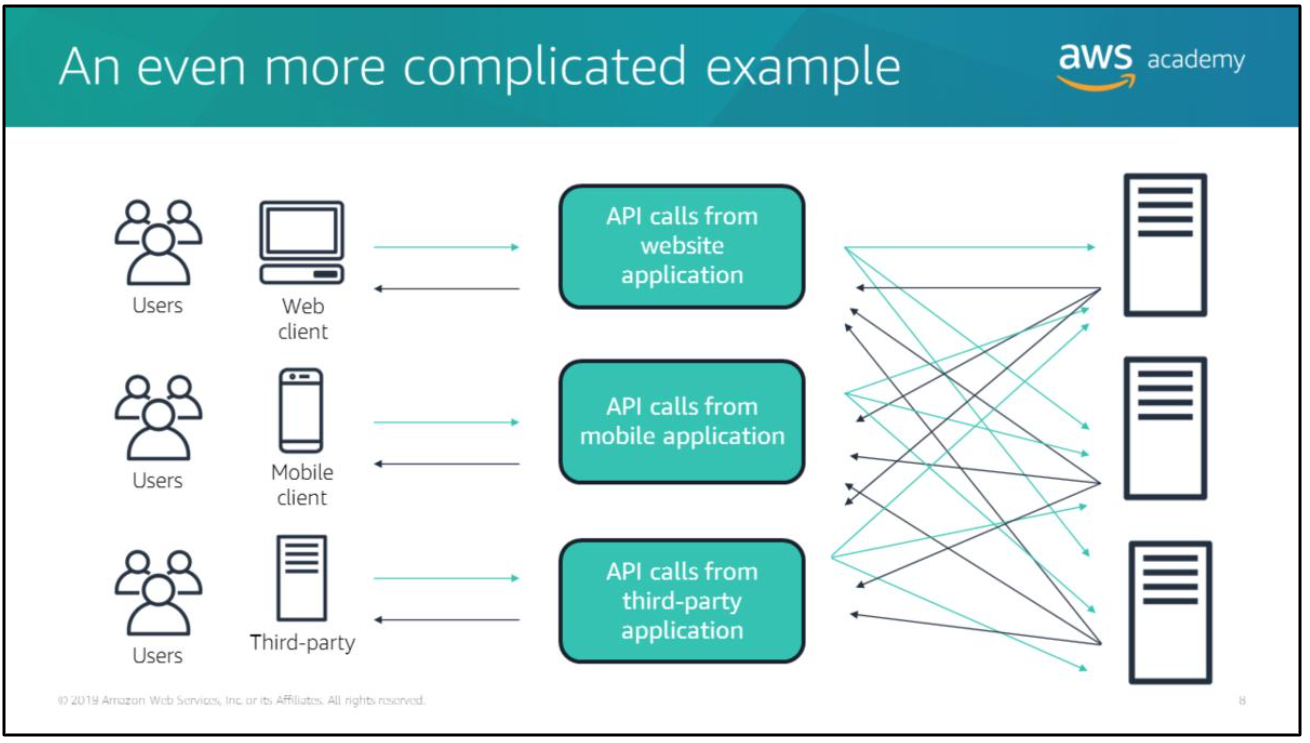 An even more complicated example
aws academy
Users
Web
client
API calls from
website
application
Users
Mobile
client
API calls from
mobile application
Users
Third-party
API calls from
third-party
application
© 2019 Amazon Web Services, Inc. or its Affiliates. All rights reserved.
8